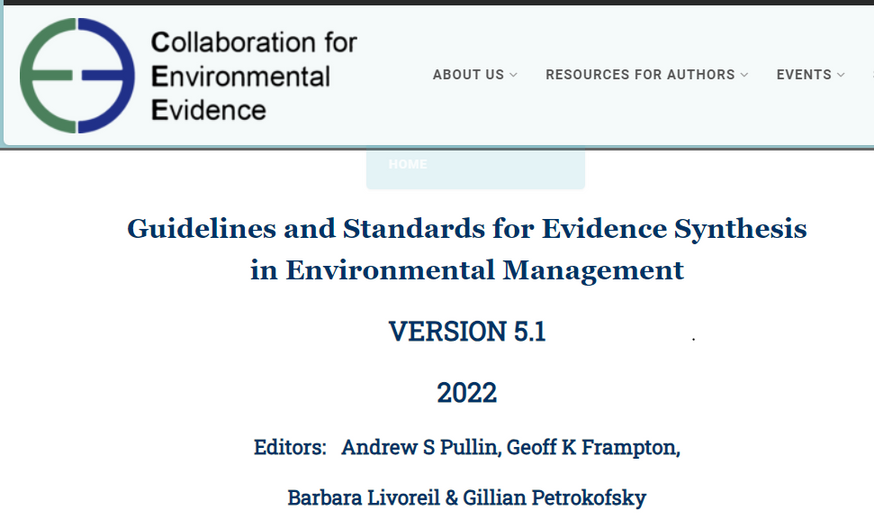 Collaboration for
Environmental
Evidence
ABOUT US
RESOURCES FOR AUTHORS
EVENTS
HOME
Guidelines and Standards for Evidence Synthesis
in Environmental Management
VERSION 5.1
.
2022
Editors: Andrew S Pullin, Geoff K Frampton,
Barbara Livoreil & Gillian Petrokofsky